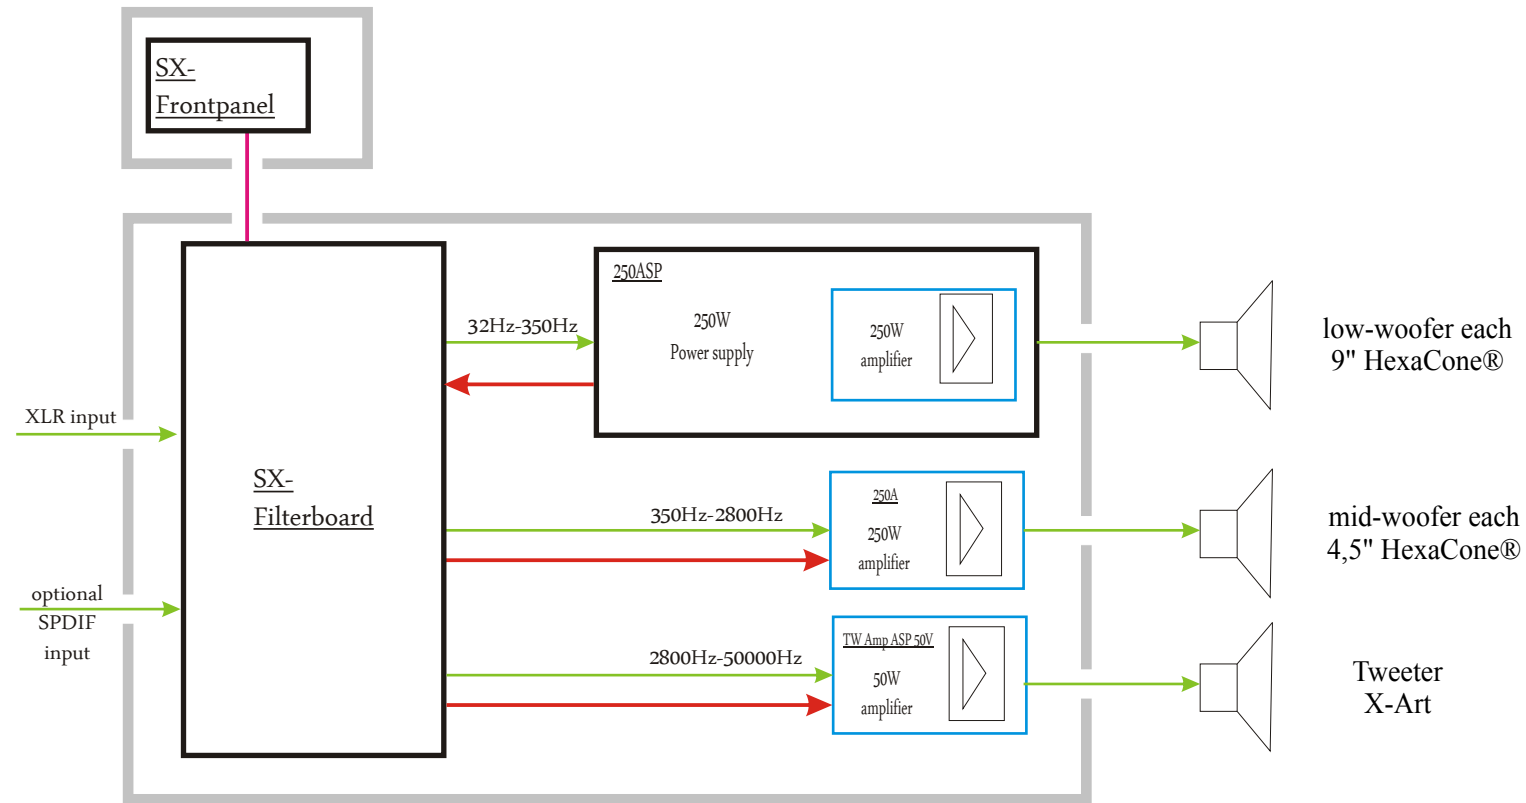 SX-
Frontpanel
250ASP
250W
Power supply
250W
amplifier
32Hz-350Hz
low-woofer each
9" HexaCone®
XLR input
SX-
Filterboard
350Hz-2800Hz
250A
250W
amplifier
mid-woofer each
4,5" HexaCone®
optional
SPDIF
input
2800Hz-50000Hz
TW Amp ASP 50V
50W
amplifier
Tweeter
X-Art